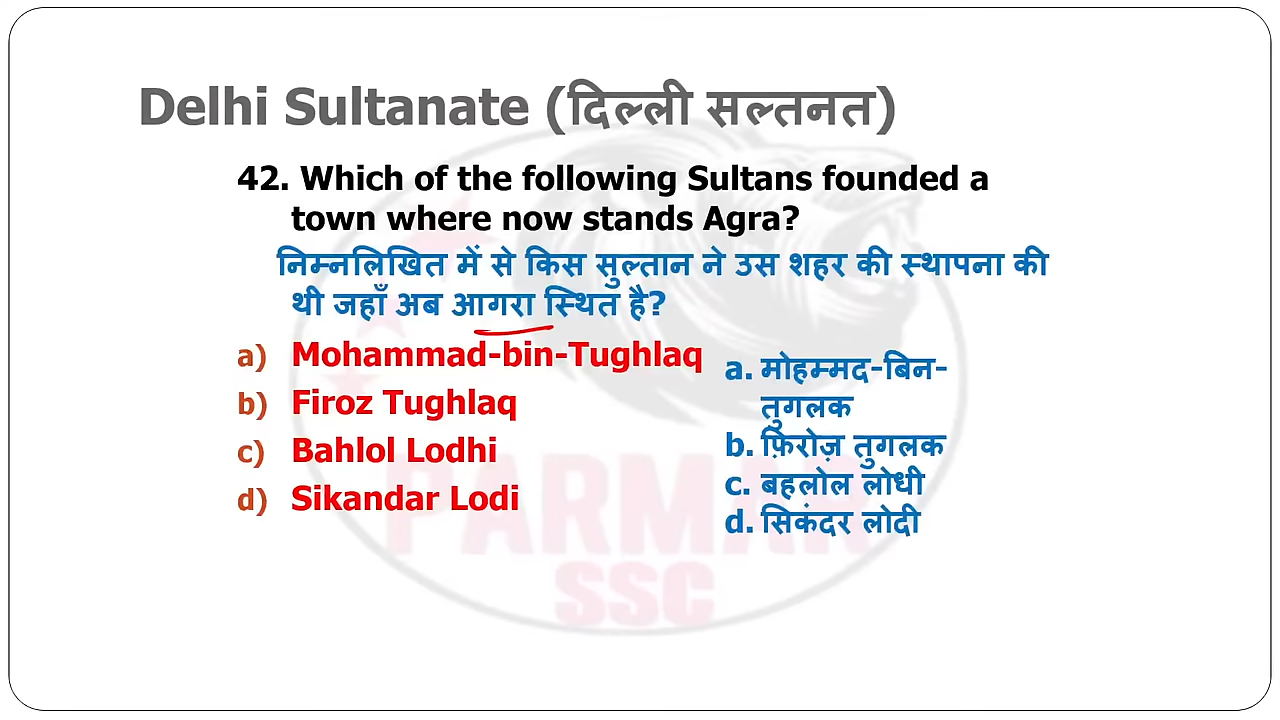 Delhi Sultanate (दिल्ली सल्तनत)
42. Which of the following Sultans founded a
town where now stands Agra?
निम्नलिखित में से किस सुल्तान ने उस शहर की स्थापना की
थी जहाँ अब आगरा स्थित है?
a) Mohammad-bin-Tughlaq
b) Firoz Tughlaq
c) Bahlol Lodhi
d) Sikandar Lodi
a. मोहम्मद-बिन-
तुगलक
b. फ़िरोज़ तुगलक
c. बहलोल लोधी
d. सिकंदर लोदी
PARMAR
SSC